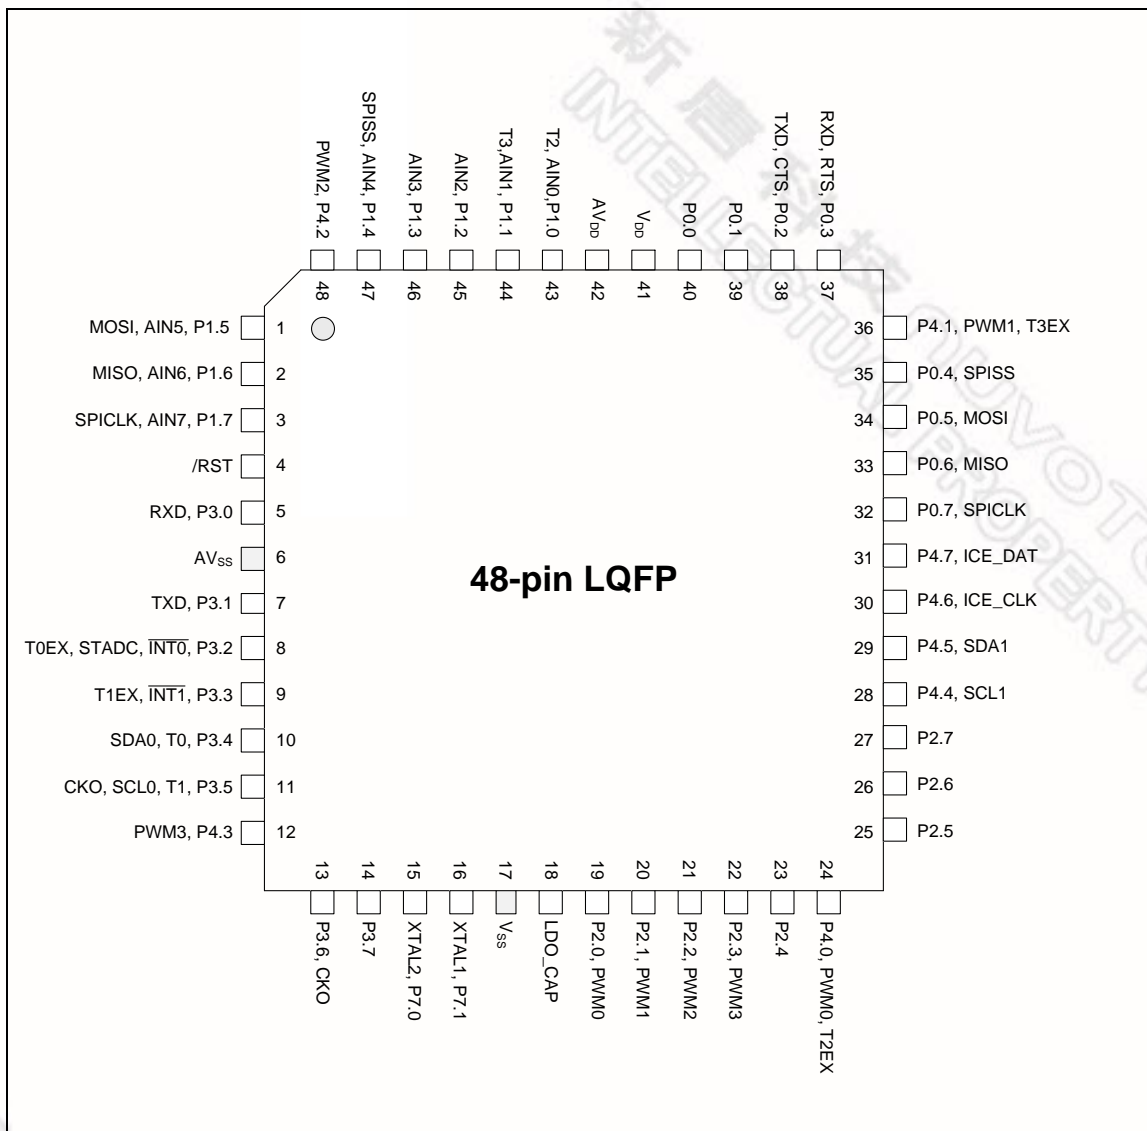 新唐科技 NUVOTO
INTELLECTUAL PROPERTY
PWM2, P4.2
SPISS, AIN4, P1.4
AIN3, P1.3
AIN2, P1.2
T3,AIN1, P1.1
T2, AIN0,P1.0
AVDD
VDD
P0.0
P0.1
TXD, CTS, P0.2
RXD, RTS, P0.3
48
47
46
45
44
43
42
41
40
39
38
37
MOSI, AIN5, P1.5 1
MISO, AIN6, P1.6 2
SPICLK, AIN7, P1.7 3
/RST 4
RXD, P3.0 5
AVSS 6
TXD, P3.1 7
T0EX, STADC, INT0, P3.2 8
T1EX, INT1, P3.3 9
SDA0, T0, P3.4 10
CKO, SCL0, T1, P3.5 11
PWM3, P4.3 12
48-pin LQFP
36 P4.1, PWM1, T3EX
35 P0.4, SPISS
34 P0.5, MOSI
33 P0.6, MISO
32 P0.7, SPICLK
31 P4.7, ICE_DAT
30 P4.6, ICE_CLK
29 P4.5, SDA1
28 P4.4, SCL1
27 P2.7
26 P2.6
25 P2.5
13
14
15
16
17
18
19
20
21
22
23
24
P3.6, CKO
P3.7
XTAL2, P7.0
XTAL1, P7.1
VSS
LDO_CAP
P2.0, PWM0
P2.1, PWM1
P2.2, PWM2
P2.3, PWM3
P2.4
P4.0, PWM0, T2EX